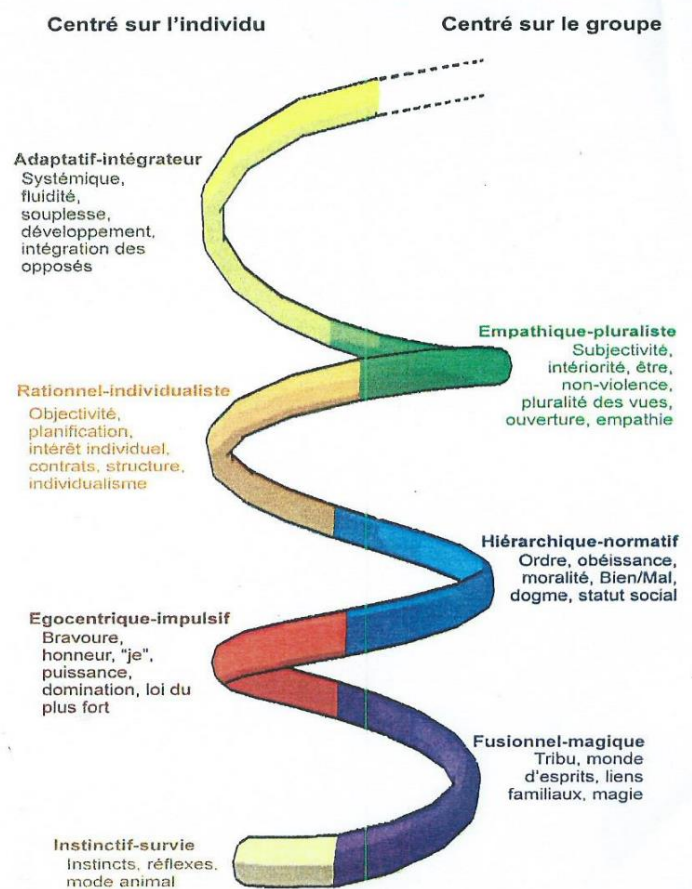 Centré sur l'individu
Centré sur le groupe
Adaptatif-intégrateur
Systémique,
fluidité,
souplesse,
développement,
intégration des
opposés
Empathique-pluraliste
Subjectivité,
intériorité, être,
non-violence,
pluralité des vues,
ouverture, empathie
Rationnel-individualiste
Objectivité,
planification,
intérêt individuel,
contrats, structure,
individualisme
Hiérarchique-normatif
Ordre, obéissance,
moralité, Bien/Mal,
dogme, statut social
Egocentrique-impulsif
Bravoure,
honneur, "je",
puissance,
domination, loi du
plus fort
Fusionnel-magique
Tribu, monde
d'esprits, liens
familiaux, magie
Instinctif-survie
Instincts, réflexes,
mode animal